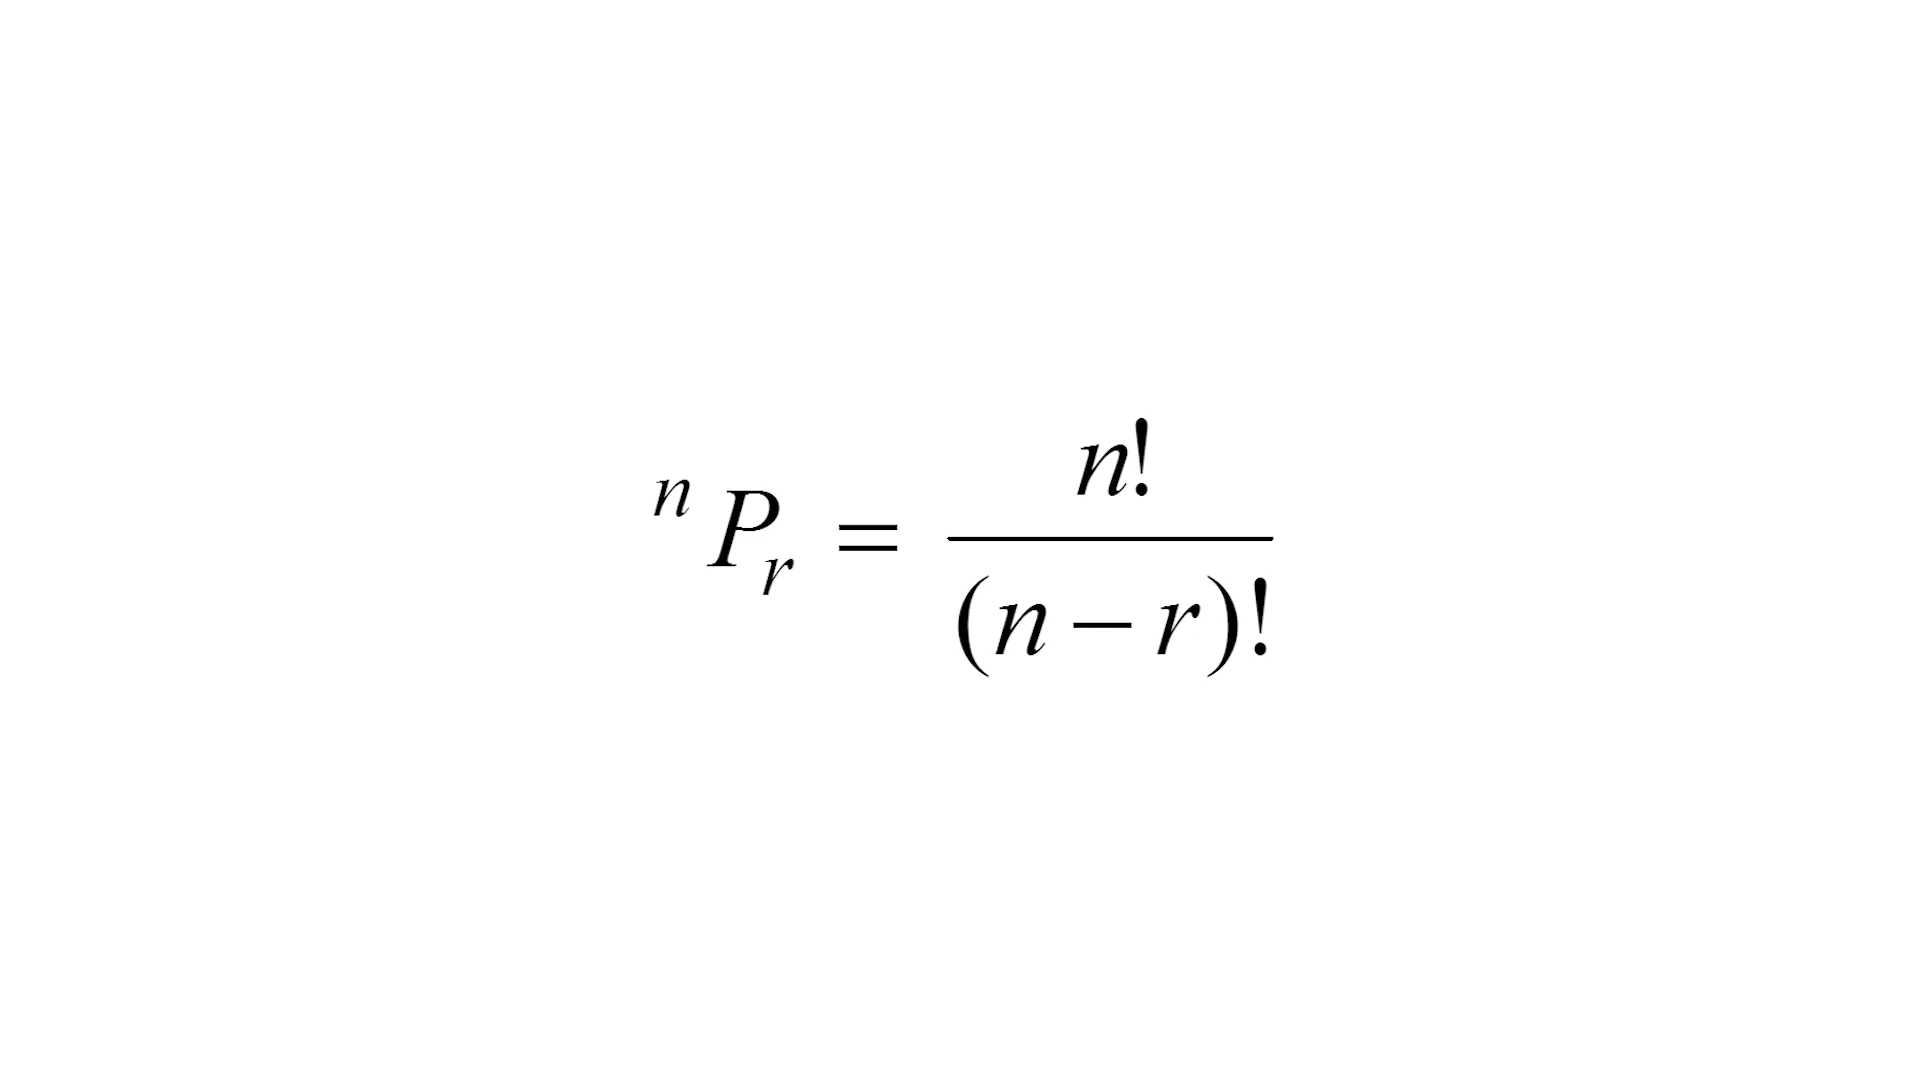 ⁿPᵣ = n! / (n − r)!